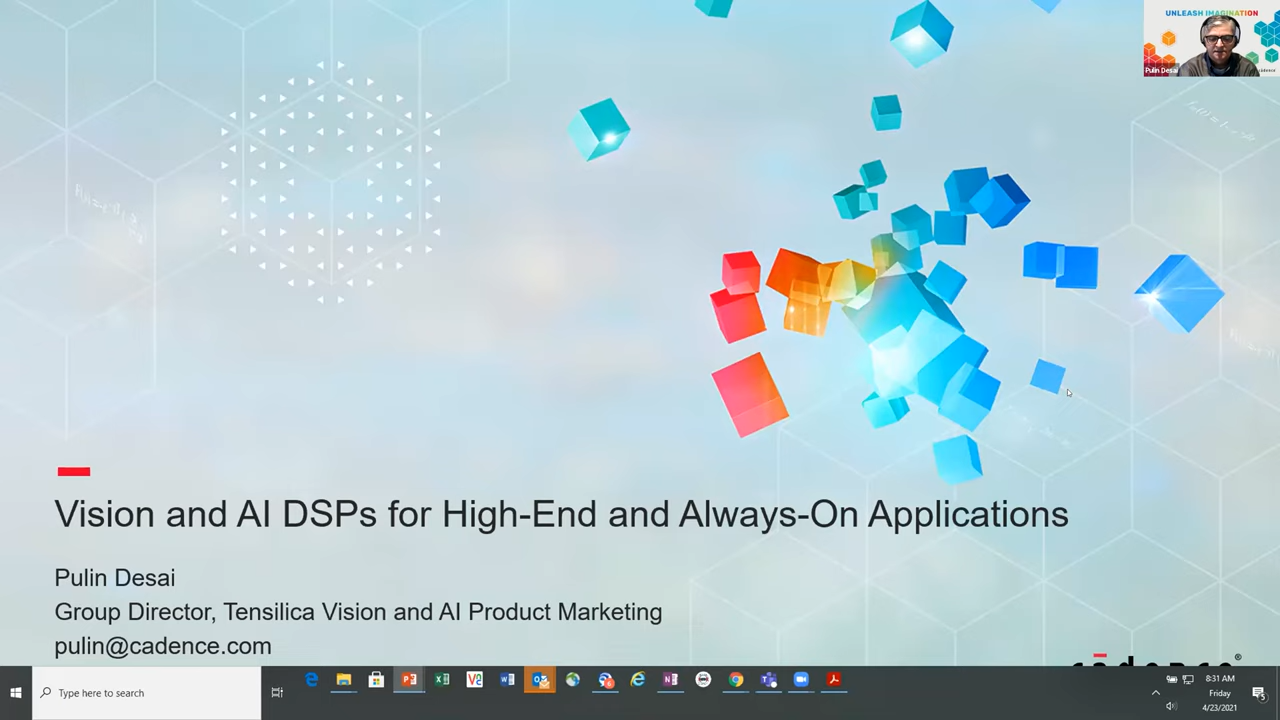 UNLEASH IMAGINATION
Pulin Desai
cadence
Vision and AI DSPs for High-End and Always-On Applications
Pulin Desai
Group Director, Tensilica Vision and AI Product Marketing
pulin@cadence.com
cādence®
Type here to search
8:31 AM
Friday
4/23/2021
5